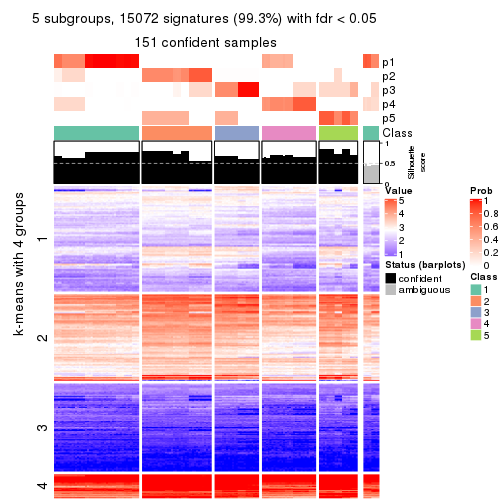 5 subgroups, 15072 signatures (99.3%) with fdr < 0.05
151 confident samples
p1
p2
p3
p4
p5
Class
1
0.5
0
Silhouette
score
k-means with 4 groups
1
2
3
4
Value
5
4
3
2
1
Status (barplots)
confident
ambiguous
Prob
1
0.8
0.6
0.4
0.2
0
Class
1
2
3
4
5